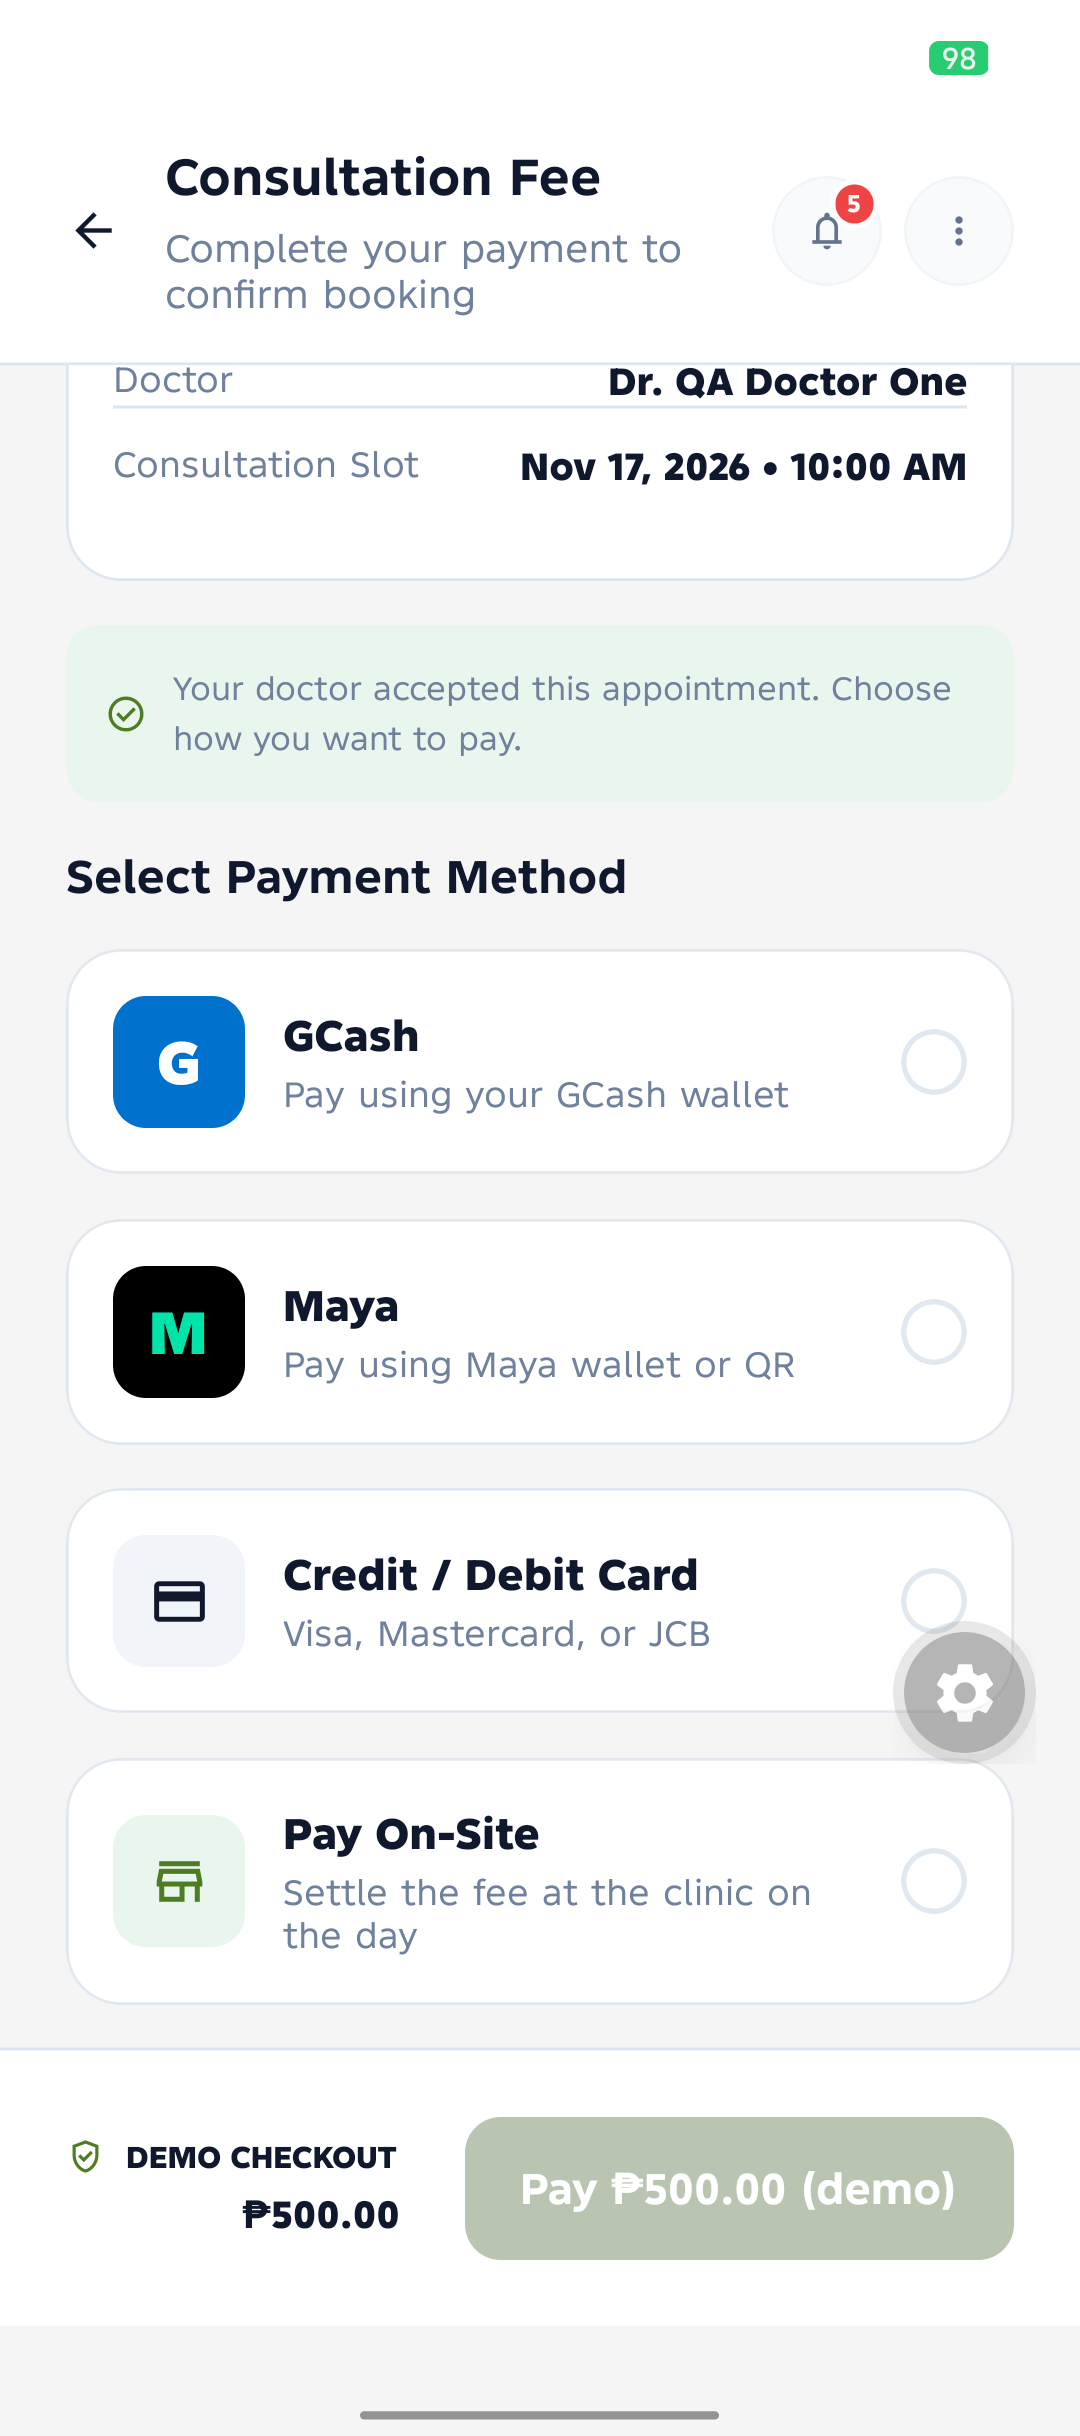 98
Consultation Fee
Complete your payment to
confirm booking
5
Doctor Dr. QA Doctor One
Consultation Slot Nov 17, 2026 • 10:00 AM
Your doctor accepted this appointment. Choose
how you want to pay.
Select Payment Method
G
GCash
Pay using your GCash wallet
M
Maya
Pay using Maya wallet or QR
Credit / Debit Card
Visa, Mastercard, or JCB
Pay On-Site
Settle the fee at the clinic on
the day
DEMO CHECKOUT
₱500.00
Pay ₱500.00 (demo)